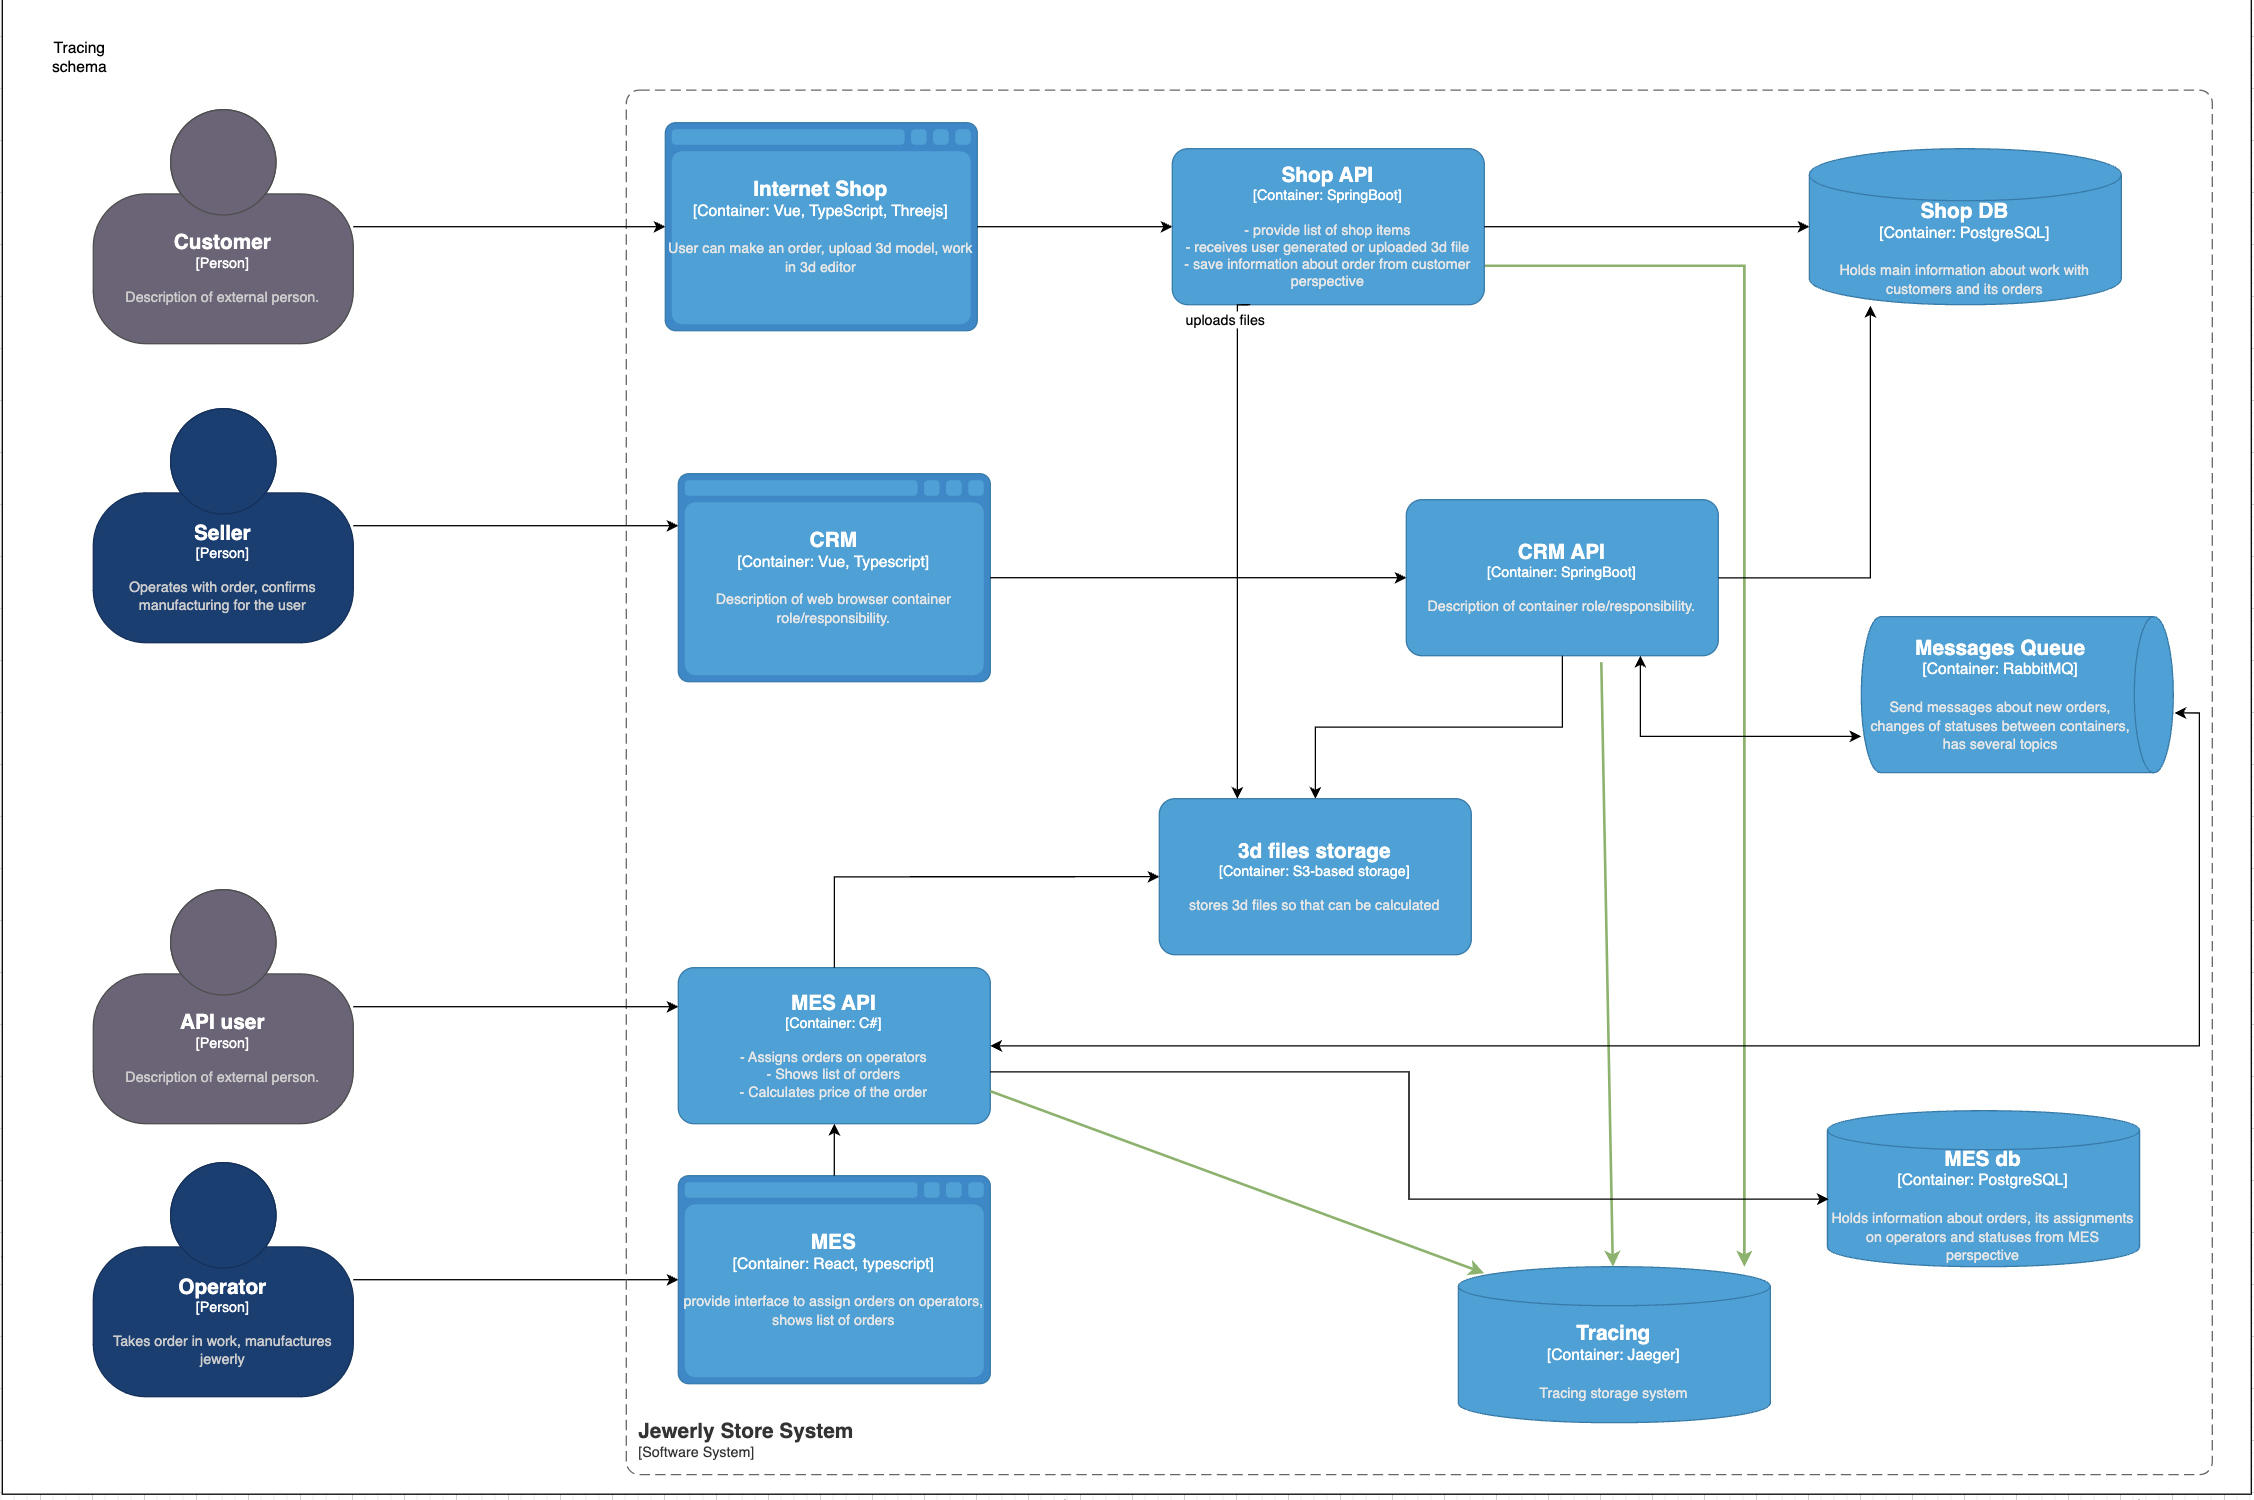 Tracing
schema
Customer
[Person]
Description of external person.
Internet Shop
[Container: Vue, TypeScript, Threejs]
User can make an order, upload 3d model, work
in 3d editor
Shop API
[Container: SpringBoot]
- provide list of shop items
- receives user generated or uploaded 3d file
- save information about order from customer
perspective
uploads files
Shop DB
[Container: PostgreSQL]
Holds main information about work with
customers and its orders
Seller
[Person]
Operates with order, confirms
manufacturing for the user
CRM
[Container: Vue, Typescript]
Description of web browser container
role/responsibility.
CRM API
[Container: SpringBoot]
Description of container role/responsibility.
Messages Queue
[Container: RabbitMQ]
Send messages about new orders,
changes of statuses between containers,
has several topics
3d files storage
[Container: S3-based storage]
stores 3d files so that can be calculated
API user
[Person]
Description of external person.
MES API
[Container: C#]
- Assigns orders on operators
- Shows list of orders
- Calculates price of the order
MES db
[Container: PostgreSQL]
Holds information about orders, its assignments
on operators and statuses from MES
perspective
Operator
[Person]
Takes order in work, manufactures
jewerly
MES
[Container: React, typescript]
provide interface to assign orders on operators,
shows list of orders
Tracing
[Container: Jaeger]
Tracing storage system
Jewerly Store System
[Software System]